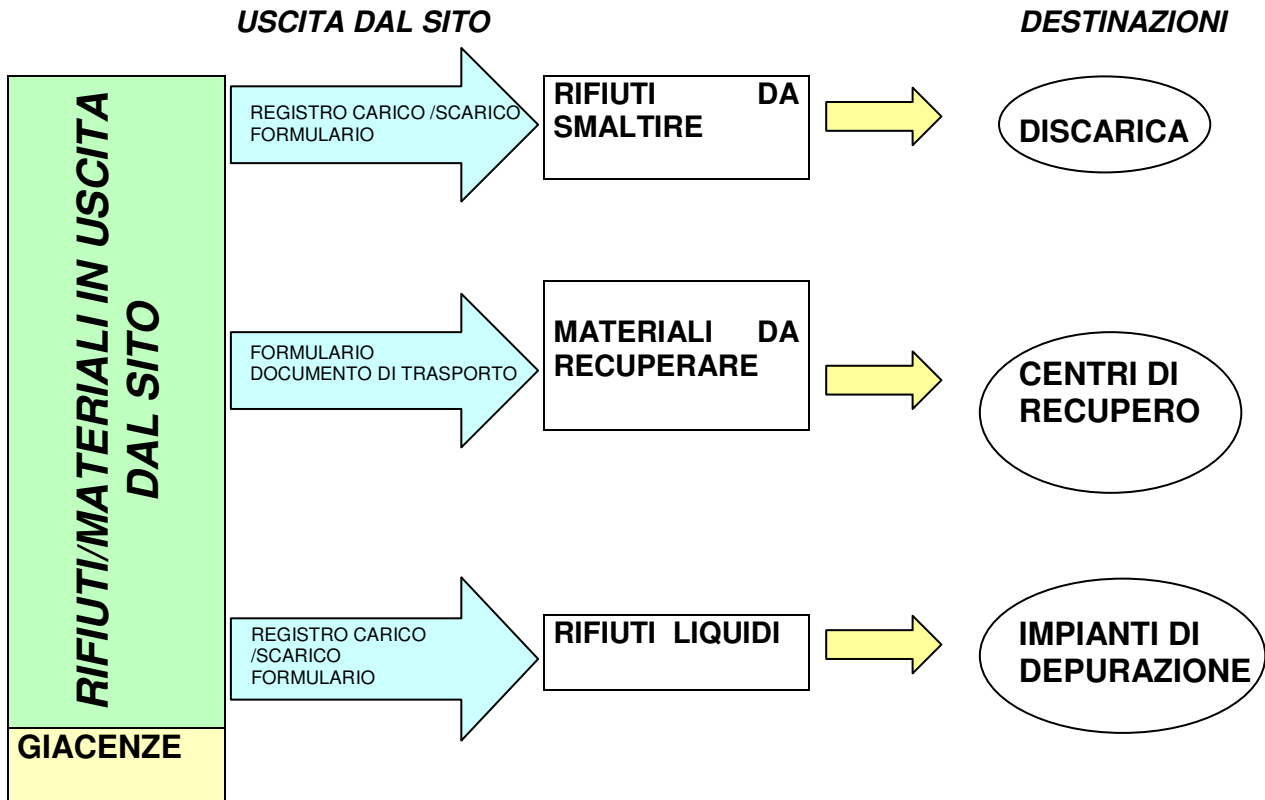 USCITA DAL SITO
DESTINAZIONI
RIFIUTI/MATERIALI IN USCITA
DAL SITO
GIACENZE
REGISTRO CARICO /SCARICO
FORMULARIO
RIFIUTI DA
SMALTIRE
DISCARICA
FORMULARIO
DOCUMENTO DI TRASPORTO
MATERIALI DA
RECUPERARE
CENTRI DI
RECUPERO
REGISTRO CARICO
/SCARICO
FORMULARIO
RIFIUTI LIQUIDI
IMPIANTI DI
DEPURAZIONE